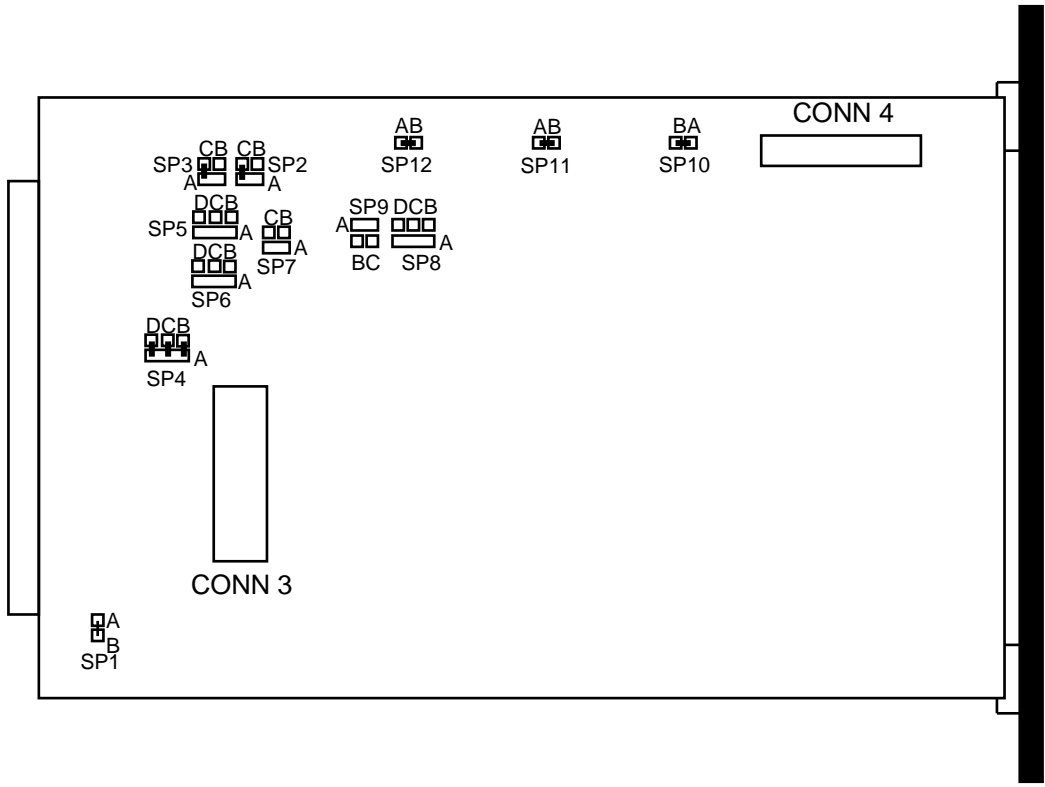 CONN 4
AB
AB
BA
SP12
SP11
SP10
CB
CB
SP3
SP2
A
A
DCB
SP5
A
CB
A
SP7
SP9
A
BC
DCB
A
SP8
DCB
A
SP6
DCB
A
SP4
CONN 3
A
B
SP1